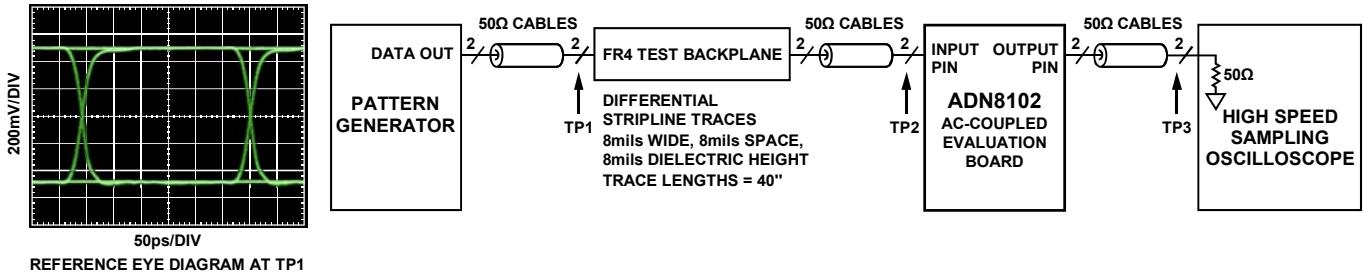 200mV/DIV
50ps/DIV
REFERENCE EYE DIAGRAM AT TP1
DATA OUT
PATTERN
GENERATOR
50Ω CABLES
2
2
TP1
FR4 TEST BACKPLANE
DIFFERENTIAL
STRIPLINE TRACES
8mils WIDE, 8mils SPACE,
8mils DIELECTRIC HEIGHT
TRACE LENGTHS = 40"
50Ω CABLES
2
2
TP2
INPUT OUTPUT
PIN PIN
ADN8102
AC-COUPLED
EVALUATION
BOARD
50Ω CABLES
2
2
TP3
50Ω
HIGH SPEED
SAMPLING
OSCILLOSCOPE